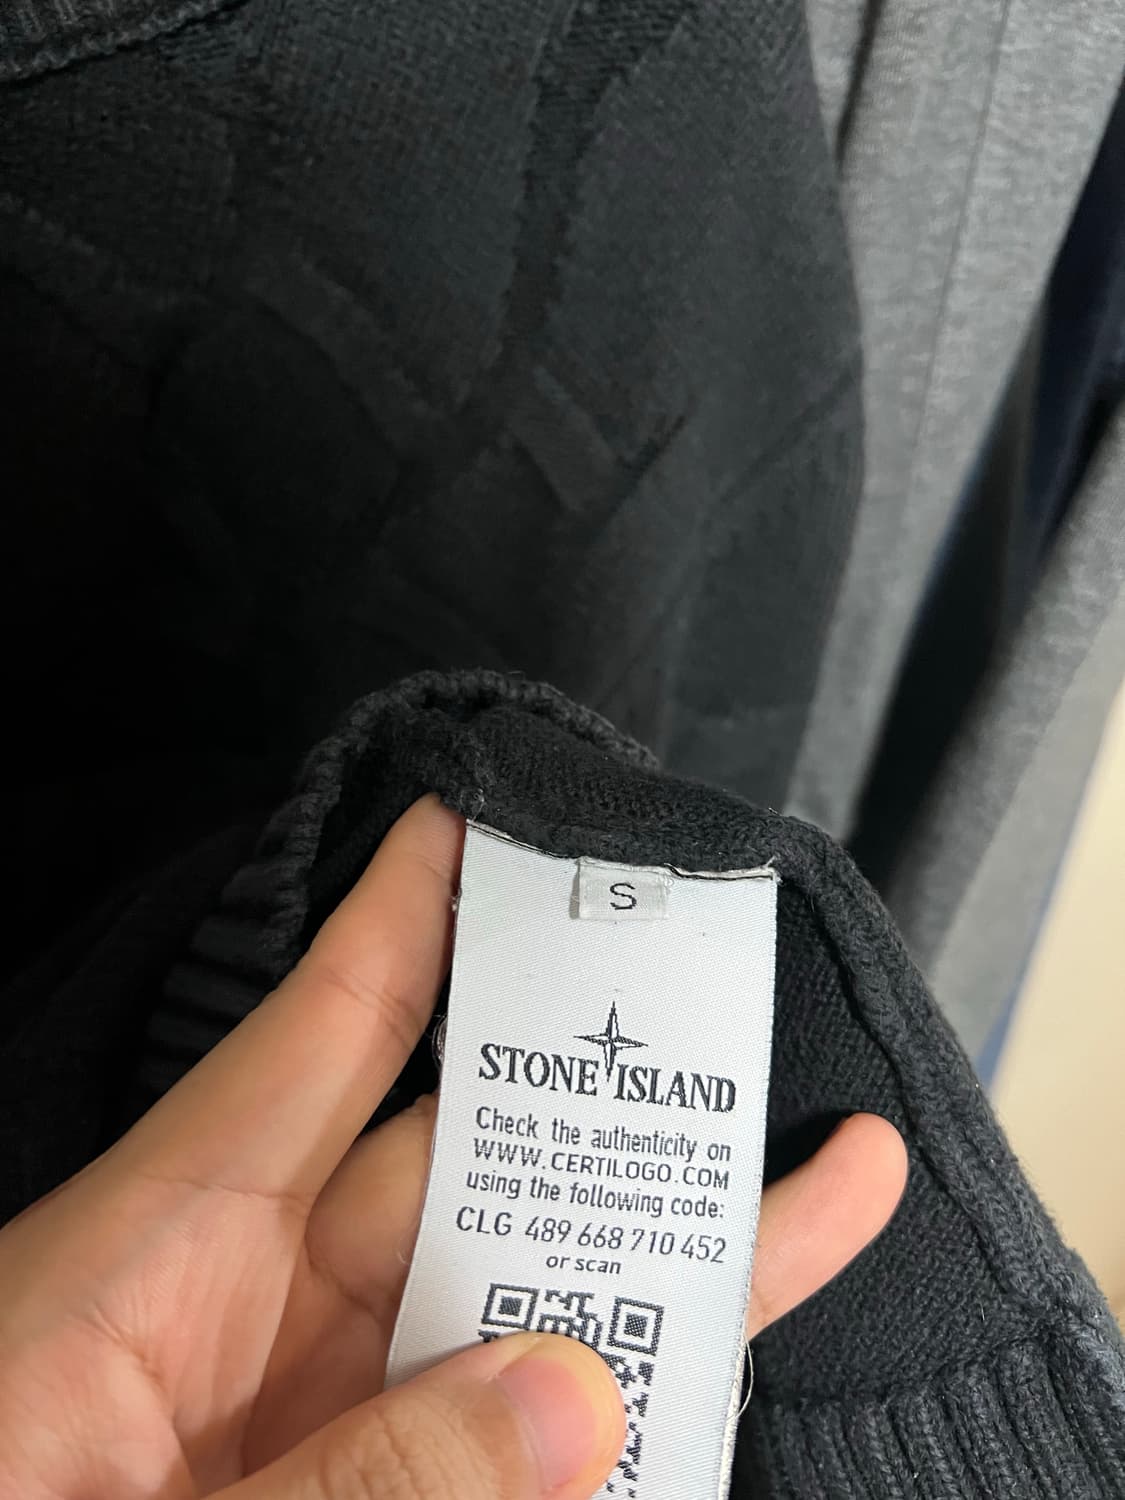 S
STONE ISLAND
Check the authenticity on
WWW.CERTILOGO.COM
using the following code:
CLG 489 668 710 452
or scan